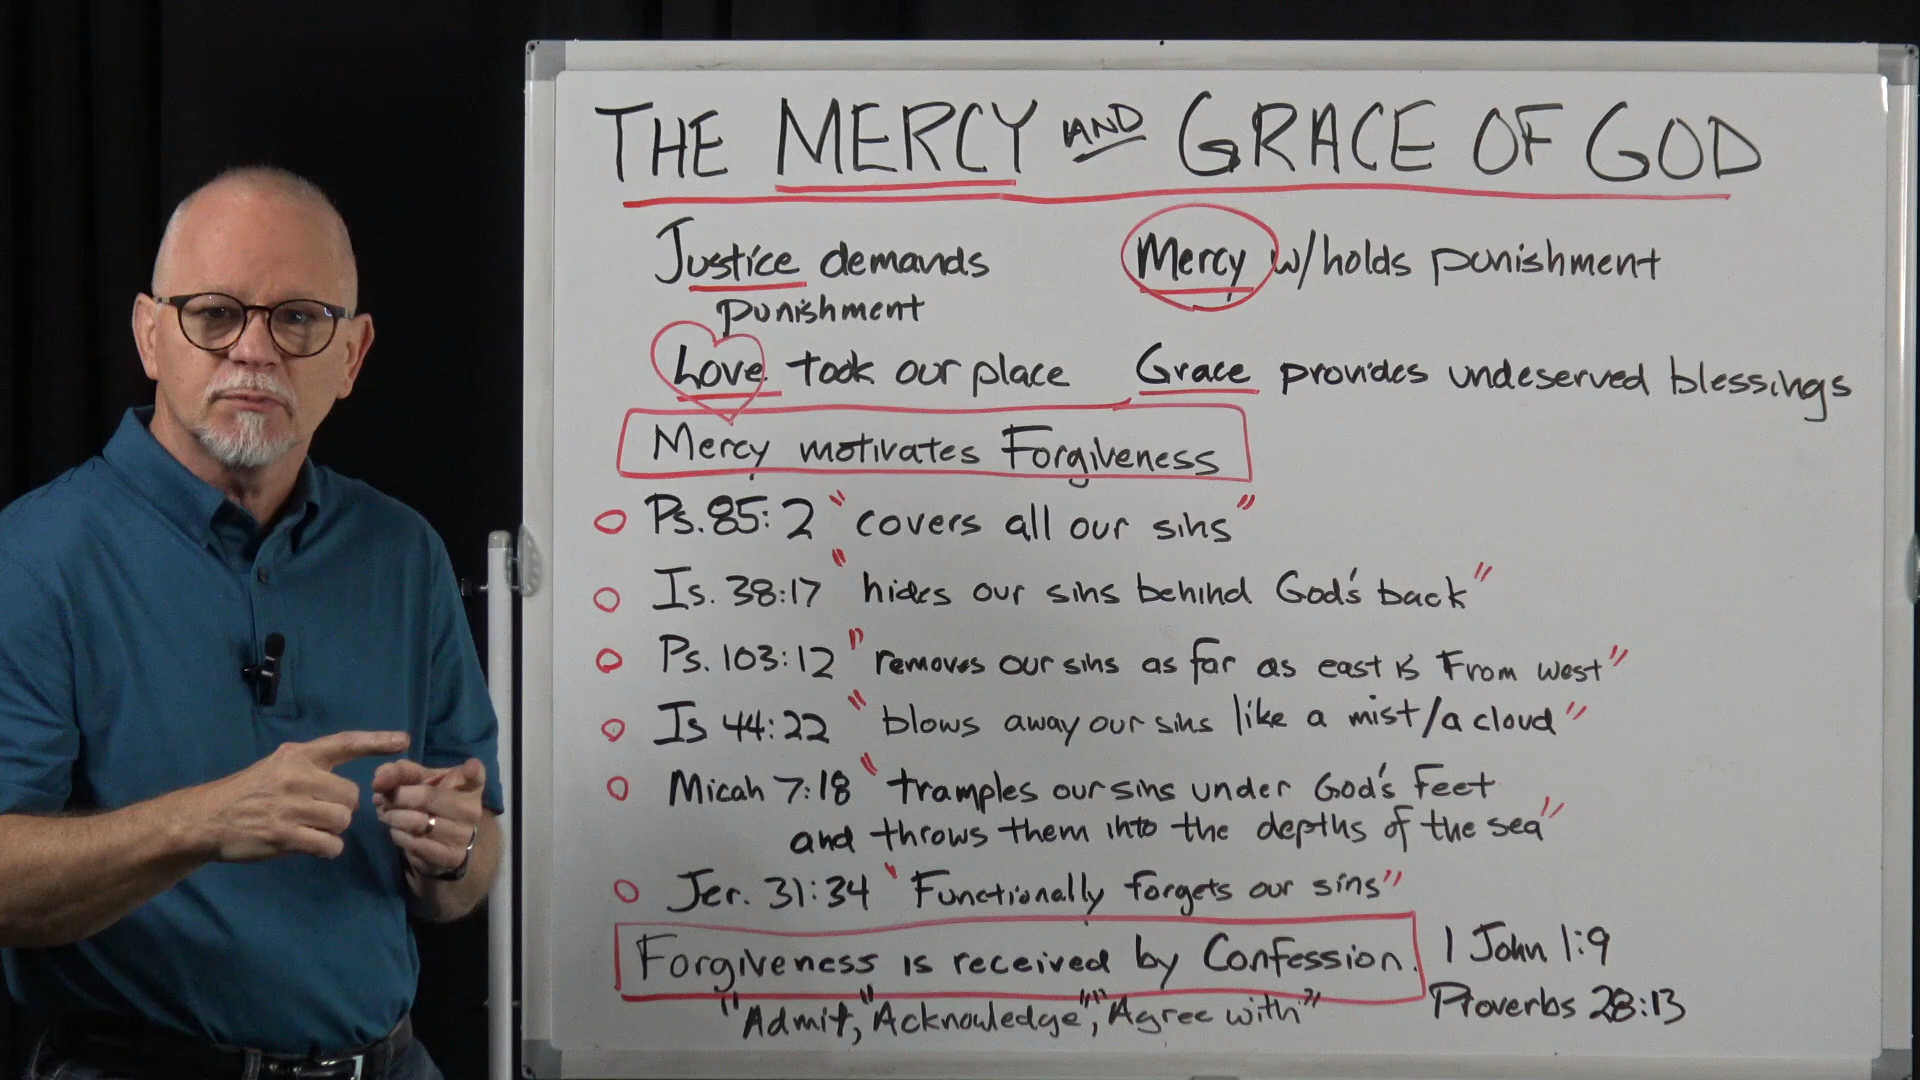 THE MERCY AND GRACE OF GOD
Justice demands punishment
Mercy w/holds punishment
Love took our place
Grace provides undeserved blessings
Mercy motivates Forgiveness
Ps. 85:2 "covers all our sins"
Is. 38:17 "hides our sins behind God's back"
Ps. 103:12 "removes our sins as far as east is From west"
Is 44:22 "blows away our sins like a mist/a cloud"
Micah 7:18 "tramples our sins under God's Feet
and throws them into the depths of the sea"
Jer. 31:34 "Functionally forgets our sins"
Forgiveness is received by Confession.
1 John 1:9
"Admit," "Acknowledge", "Agree with"
Proverbs 28:13